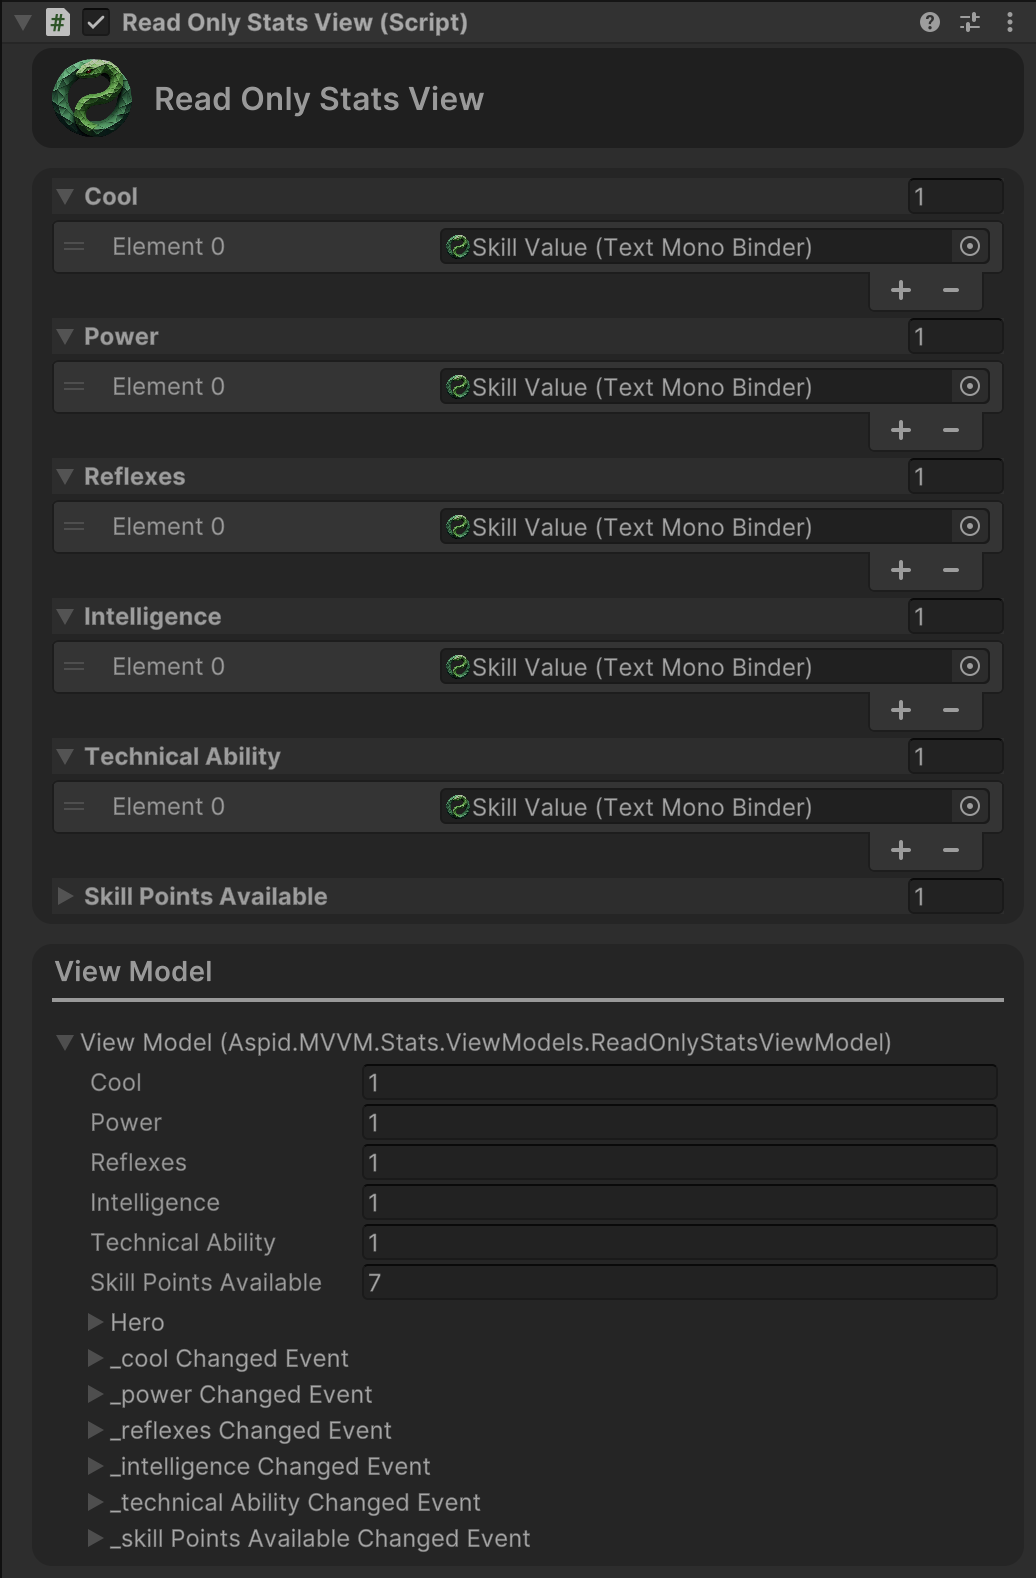 # Read Only Stats View (Script)
Read Only Stats View
Cool 1
Element 0 Skill Value (Text Mono Binder)
+ −
Power 1
Element 0 Skill Value (Text Mono Binder)
+ −
Reflexes 1
Element 0 Skill Value (Text Mono Binder)
+ −
Intelligence 1
Element 0 Skill Value (Text Mono Binder)
+ −
Technical Ability 1
Element 0 Skill Value (Text Mono Binder)
+ −
Skill Points Available 1
View Model
View Model (Aspid.MVVM.Stats.ViewModels.ReadOnlyStatsViewModel)
Cool 1
Power 1
Reflexes 1
Intelligence 1
Technical Ability 1
Skill Points Available 7
Hero
_cool Changed Event
_power Changed Event
_reflexes Changed Event
_intelligence Changed Event
_technical Ability Changed Event
_skill Points Available Changed Event